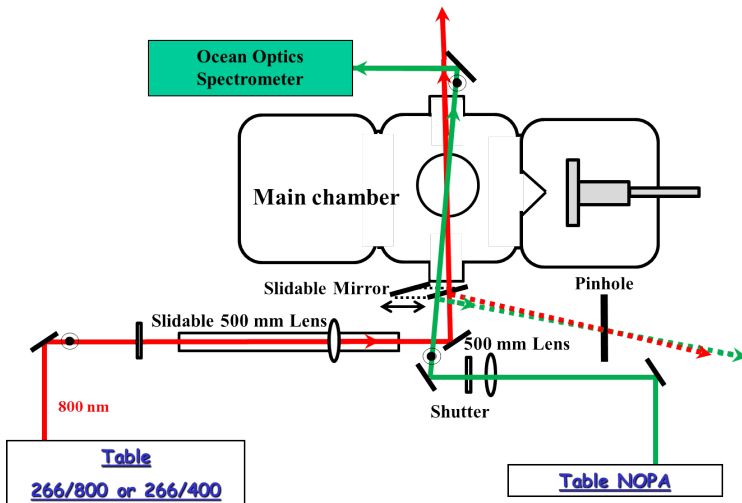 Ocean Optics
Spectrometer
Main chamber
Slidable Mirror
Pinhole
Slidable 500 mm Lens
500 mm Lens
Shutter
800 nm
Table
266/800 or 266/400
Table NOPA